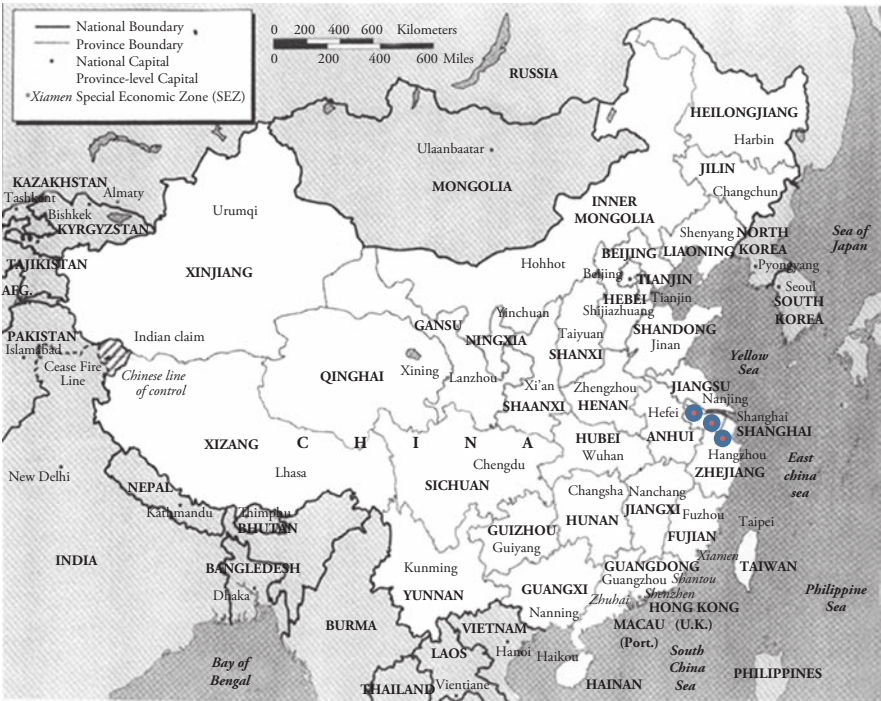 National Boundary
Province Boundary
National Capital
Province-level Capital
Xiamen Special Economic Zone (SEZ)
0 200 400 600 Kilometers
0 200 400 600 Miles
RUSSIA
HEILONGJIANG
Harbin
Ulaanbaatar
MONGOLIA
JILIN
Changchun
KAZAKHSTAN
Tashkent
Almaty
Bishkek
KYRGYZSTAN
Urumqi
INNER
MONGOLIA
Shenyang
LIAONING
NORTH
KOREA
Pyongyang
Sea of
Japan
TAJIKISTAN
AFG.
XINJIANG
Hohhot
BEIJING
Beijing
TIANJIN
Tianjin
HEBEI
Shijiazhuang
Seoul
SOUTH
KOREA
PAKISTAN
Islamabad
Indian claim
Cease Fire
Line
Chinese line
of control
GANSU
Yinchuan
NINGXIA
Taiyuan
SHANXI
SHANDONG
Jinan
Yellow
Sea
QINGHAI
Xining
Lanzhou
Xi'an
SHAANXI
Zhengzhou
HENAN
JIANGSU
Nanjing
Hefei
Shanghai
SHANGHAI
XIZANG
CHINA
Lhasa
Chengdu
SICHUAN
HUBEI
Wuhan
ANHUI
Hangzhou
ZHEJIANG
East
china
sea
New Delhi
NEPAL
Kathmandu
Thimphu
BHUTAN
Changsha
HUNAN
Nanchang
JIANGXI
Fuzhou
FUJIAN
Taipei
TAIWAN
GUIZHOU
Guiyang
INDIA
BANGLEDESH
Dhaka
Kunming
YUNNAN
GUANGXI
Nanning
GUANGDONG
Guangzhou
Xiamen
Shantou
Shenzhen
Zhuhai
HONG KONG
(U.K.)
MACAU
(Port.)
Philippine
Sea
BURMA
VIETNAM
Hanoi
LAOS
Haikou
HAINAN
South
China
Sea
PHILIPPINES
Bay of
Bengal
THAILAND
Vientiane